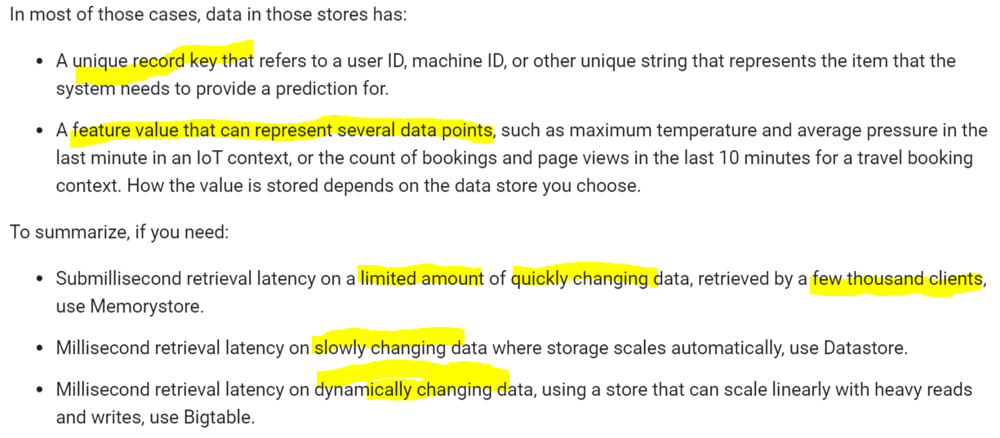 In most of those cases, data in those stores has:
• A unique record key that refers to a user ID, machine ID, or other unique string that represents the item that the
system needs to provide a prediction for.
• A feature value that can represent several data points, such as maximum temperature and average pressure in the
last minute in an IoT context, or the count of bookings and page views in the last 10 minutes for a travel booking
context. How the value is stored depends on the data store you choose.
To summarize, if you need:
• Submillisecond retrieval latency on a limited amount of quickly changing data, retrieved by a few thousand clients,
use Memorystore.
• Millisecond retrieval latency on slowly changing data where storage scales automatically, use Datastore.
• Millisecond retrieval latency on dynamically changing data, using a store that can scale linearly with heavy reads
and writes, use Bigtable.